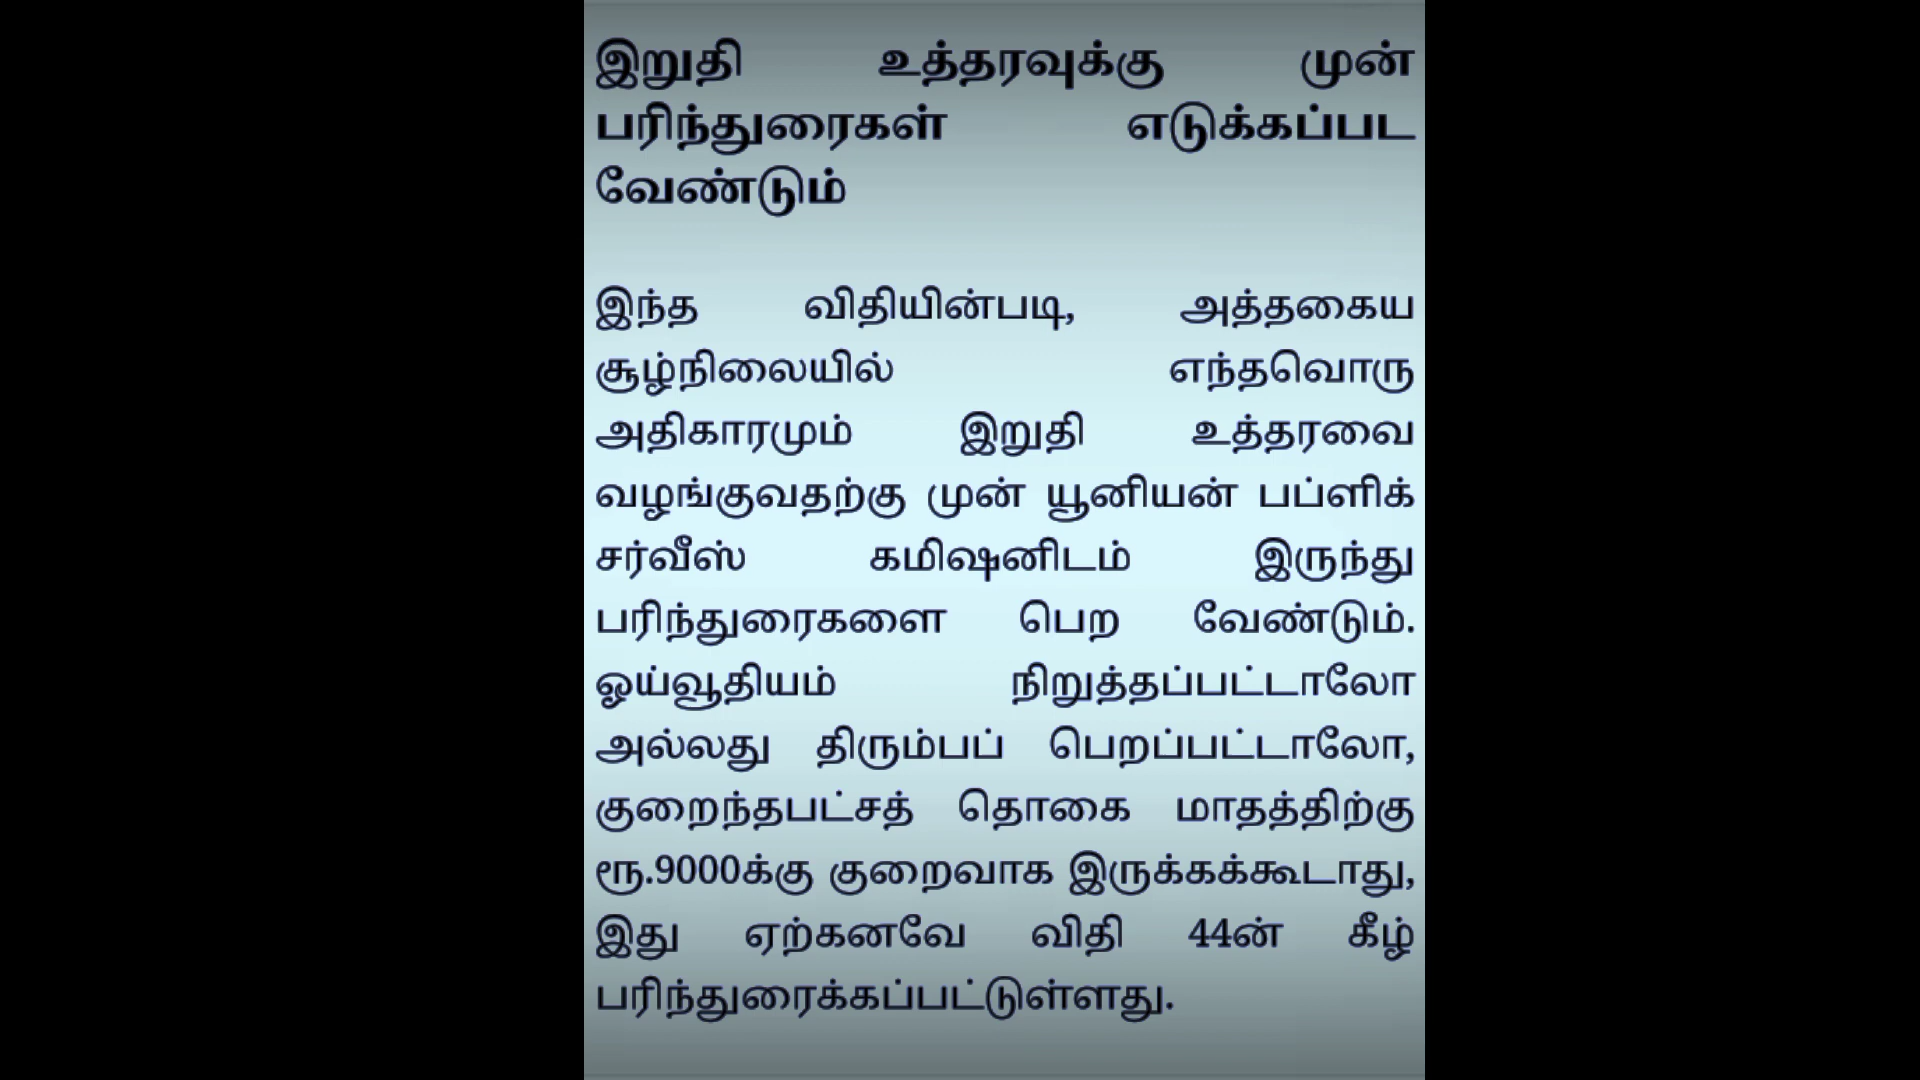 இறுதி உத்தரவுக்கு முன்
பரிந்துரைகள் எடுக்கப்பட
வேண்டும்
இந்த விதியின்படி, அத்தகைய
சூழ்நிலையில் எந்தவொரு
அதிகாரமும் இறுதி உத்தரவை
வழங்குவதற்கு முன் யூனியன் பப்ளிக்
சர்வீஸ் கமிஷனிடம் இருந்து
பரிந்துரைகளை பெற வேண்டும்.
ஓய்வூதியம் நிறுத்தப்பட்டாலோ
அல்லது திரும்பப் பெறப்பட்டாலோ,
குறைந்தபட்சத் தொகை மாதத்திற்கு
ரூ.9000க்கு குறைவாக இருக்கக்கூடாது,
இது ஏற்கனவே விதி 44ன் கீழ்
பரிந்துரைக்கப்பட்டுள்ளது.